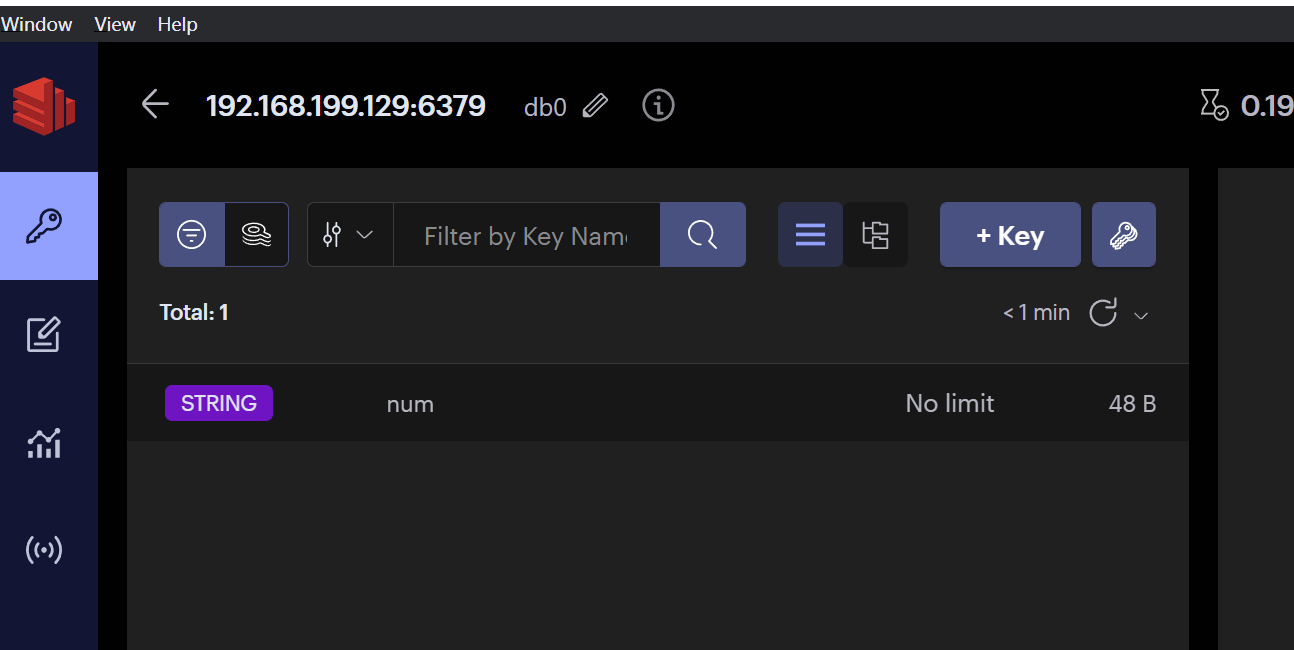 Window View Help
192.168.199.129:6379 db0 0.19
Filter by Key Name + Key
Total: 1 < 1 min
STRING num No limit 48 B